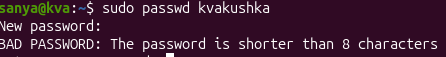 sanya@kva:~$ sudo passwd kvakushka
New password:
BAD PASSWORD: The password is shorter than 8 characters